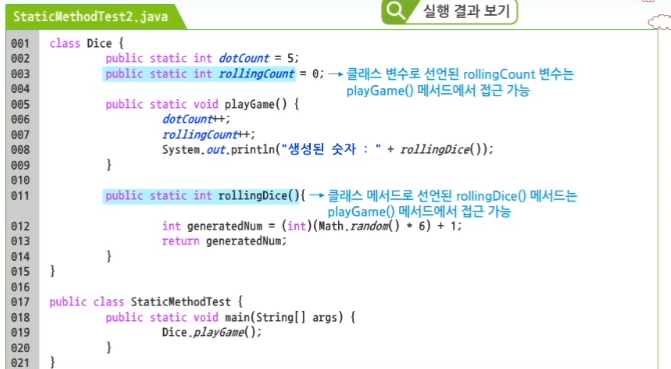 StaticMethodTest2.java
실행 결과 보기
001 class Dice {
002 public static int dotCount = 5;
003 public static int rollingCount = 0; → 클래스 변수로 선언된 rollingCount 변수는
004 playGame() 메서드에서 접근 가능
005 public static void playGame() {
006 dotCount++;
007 rollingCount++;
008 System.out.println("생성된 숫자 : " + rollingDice());
009 }
010
011 public static int rollingDice(){ → 클래스 메서드로 선언된 rollingDice() 메서드는
playGame() 메서드에서 접근 가능
012 int generatedNum = (int)(Math.random() * 6) + 1;
013 return generatedNum;
014 }
015 }
016
017 public class StaticMethodTest {
018 public static void main(String[] args) {
019 Dice.playGame();
020 }
021 }